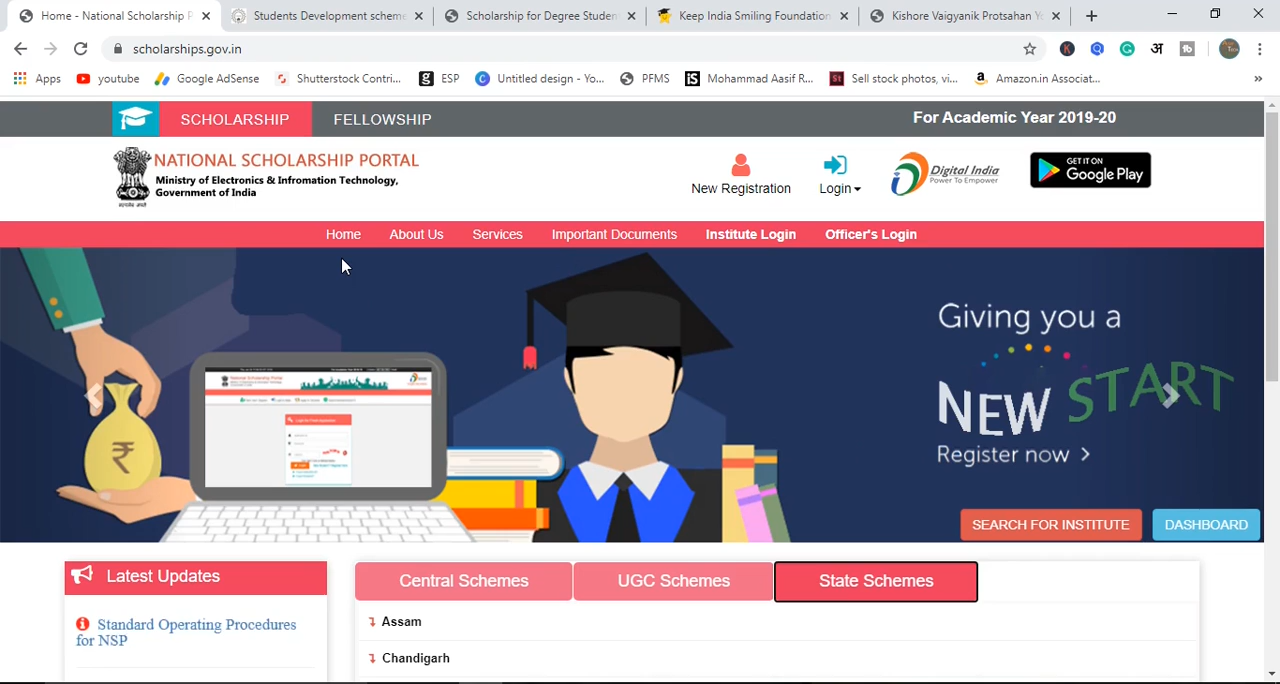 Home - National Scholarship P
Students Development scheme
Scholarship for Degree Studen
Keep India Smiling Foundation
Kishore Vaigyanik Protsahan Yo
scholarships.gov.in
Apps
youtube
Google AdSense
Shutterstock Contri...
ESP
Untitled design - Yo...
PFMS
Mohammad Aasif R...
Sell stock photos, vi...
Amazon.in Associat...
SCHOLARSHIP
FELLOWSHIP
For Academic Year 2019-20
NATIONAL SCHOLARSHIP PORTAL
Ministry of Electronics & Infromation Technology,
Government of India
New Registration
Login
Digital India
Power To Empower
GET IT ON
Google Play
Home
About Us
Services
Important Documents
Institute Login
Officer's Login
Giving you a
NEW START
Register now >
SEARCH FOR INSTITUTE
DASHBOARD
Latest Updates
Central Schemes
UGC Schemes
State Schemes
Standard Operating Procedures
for NSP
Assam
Chandigarh